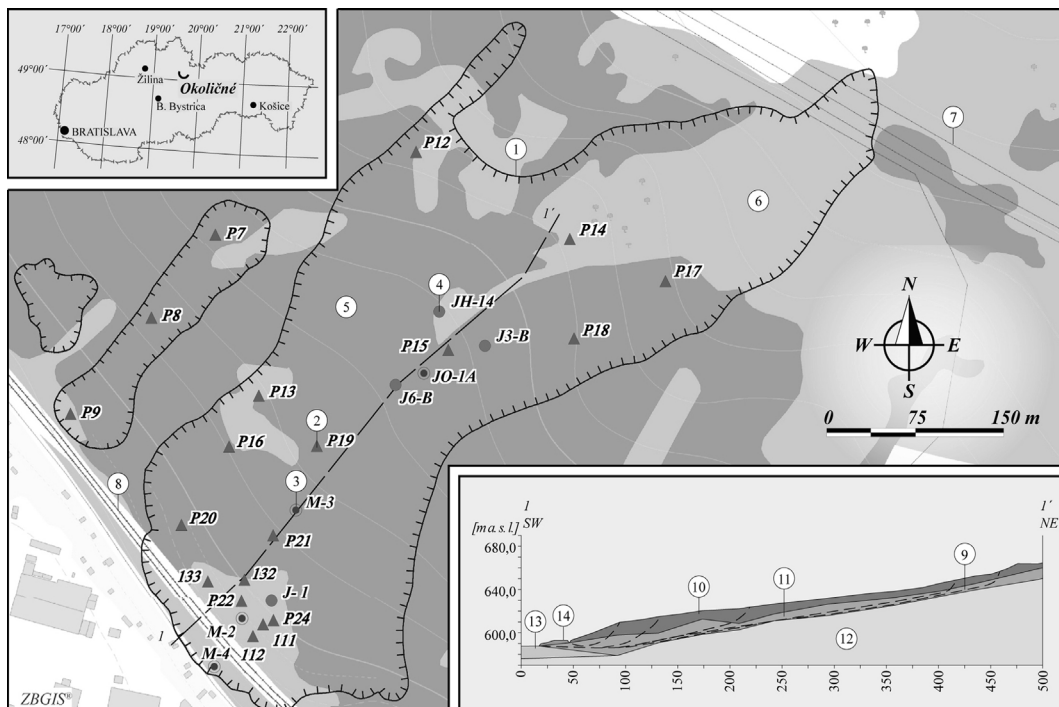 17°00´ 18°00´ 19°00´ 20°00´ 21°00´ 22°00´
49°00´
48°00´
Žilina
Okoličné
B. Bystrica
Košice
BRATISLAVA
P12
1
7
6
P7
1´
P14
P17
4
5
JH-14
P8
P15
J3-B
P18
JO-1A
J6-B
P13
P9
2
P16
P19
8
3
M-3
P20
P21
133
132
P22
J-1
P24
M-2
111
1
M-4
112
N
W E
S
0 75 150 m
1
SW
1´
NE
[m a. s. l.]
680,0
640,0
600,0
9
10
11
12
13
14
0 50 100 150 200 250 300 350 400 450 500
ZBGIS®